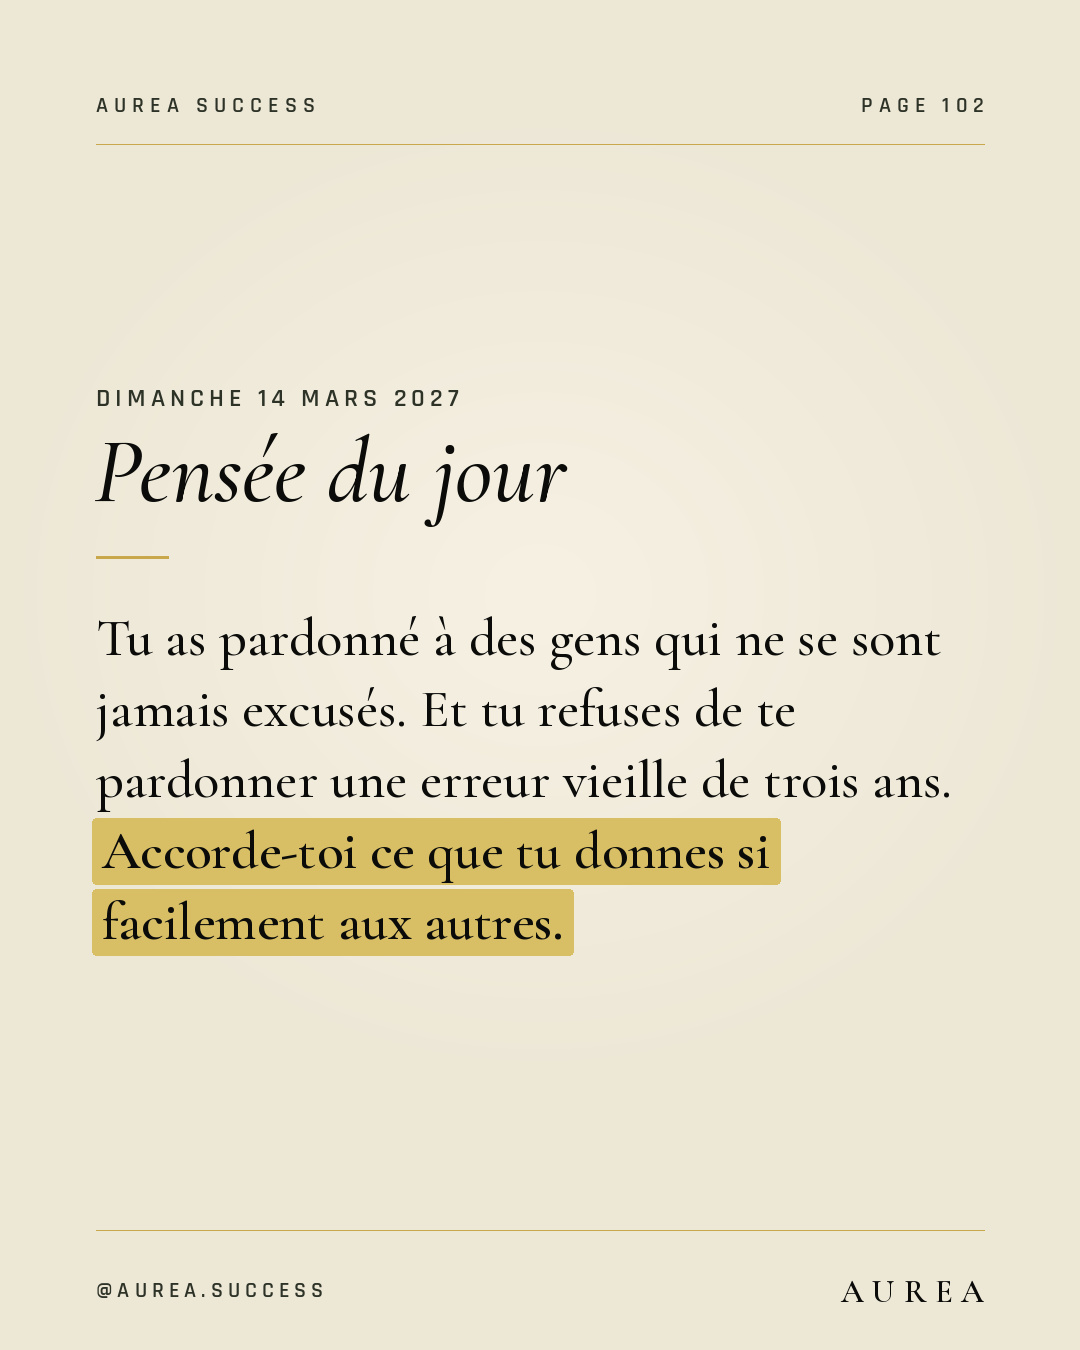 AUREA SUCCESS
PAGE 102
DIMANCHE 14 MARS 2027
Pensée du jour
Tu as pardonné à des gens qui ne se sont
jamais excusés. Et tu refuses de te
pardonner une erreur vieille de trois ans.
Accorde-toi ce que tu donnes si
facilement aux autres.
@AUREA.SUCCESS
AUREA